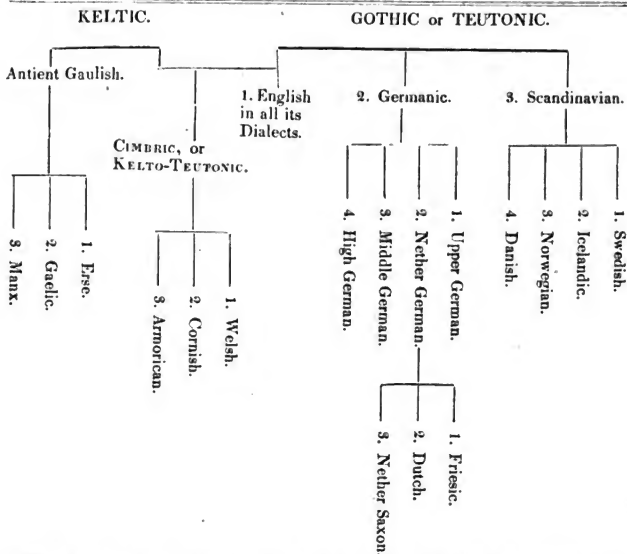 KELTIC.
GOTHIC or TEUTONIC.
Antient Gaulish.
CIMBRIC, or
KELTO-TEUTONIC.
1. English
in all its
Dialects.
2. Germanic.
3. Scandinavian.
3. Manx.
2. Gaelic.
1. Erse.
3. Armorican.
2. Cornish.
1. Welsh.
4. High German.
3. Middle German.
2. Nether German.
1. Upper German.
4. Danish.
3. Norwegian.
2. Icelandic.
1. Swedish.
3. Nether Saxon.
2. Dutch.
1. Friesic.